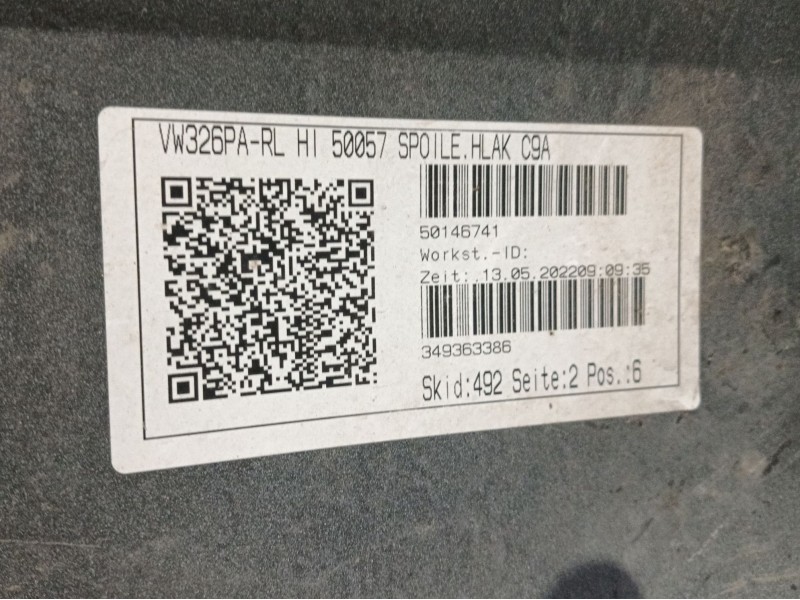 VW326PA-RL HI 50057 SPOILE.HLAK C9A
50146741
Workst.-ID:
Zeit: .13.05.202209:09:35
349363386
Skid:492 Seite:2 Pos.:6